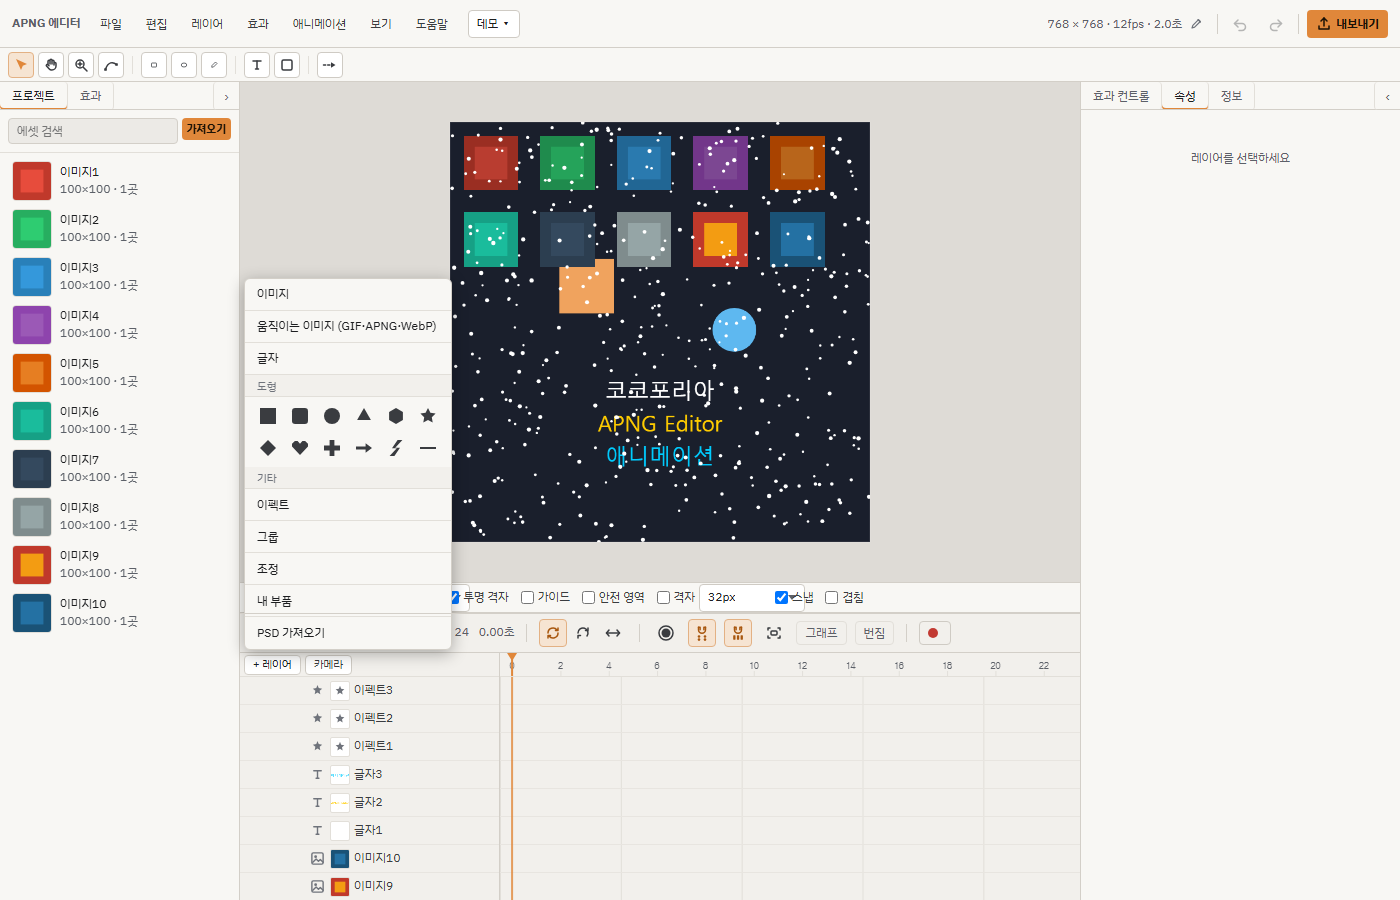 APNG 에디터 파일 편집 레이어 효과 애니메이션 보기 도움말 데모 768 × 768 · 12fps · 2.0초 내보내기
T
프로젝트 효과
에셋 검색 가져오기
이미지1
100×100 · 1곳
이미지2
100×100 · 1곳
이미지3
100×100 · 1곳
이미지4
100×100 · 1곳
이미지5
100×100 · 1곳
이미지6
100×100 · 1곳
이미지7
100×100 · 1곳
이미지8
100×100 · 1곳
이미지9
100×100 · 1곳
이미지10
100×100 · 1곳
이미지
움직이는 이미지 (GIF·APNG·WebP)
글자
도형
기타
이펙트
그룹
조정
내 부품
PSD 가져오기
코코포리아
APNG Editor
애니메이션
투명 격자 가이드 안전 영역 격자 32px 스냅 겹침
24 0.00초 그래프 번짐
+ 레이어 카메라 0 2 4 6 8 10 12 14 16 18 20 22
이펙트3
이펙트2
이펙트1
T 글자3
T 글자2
T 글자1
이미지10
이미지9
효과 컨트롤 속성 정보
레이어를 선택하세요